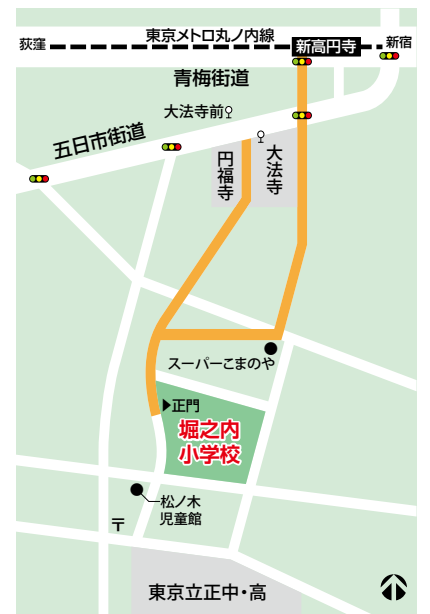 東京メトロ丸ノ内線
荻窪
新高円寺
新宿
青梅街道
大法寺前
五日市街道
円福寺
大法寺
スーパーこまのや
正門
堀之内
小学校
松ノ木
児童館
〒
東京立正中・高